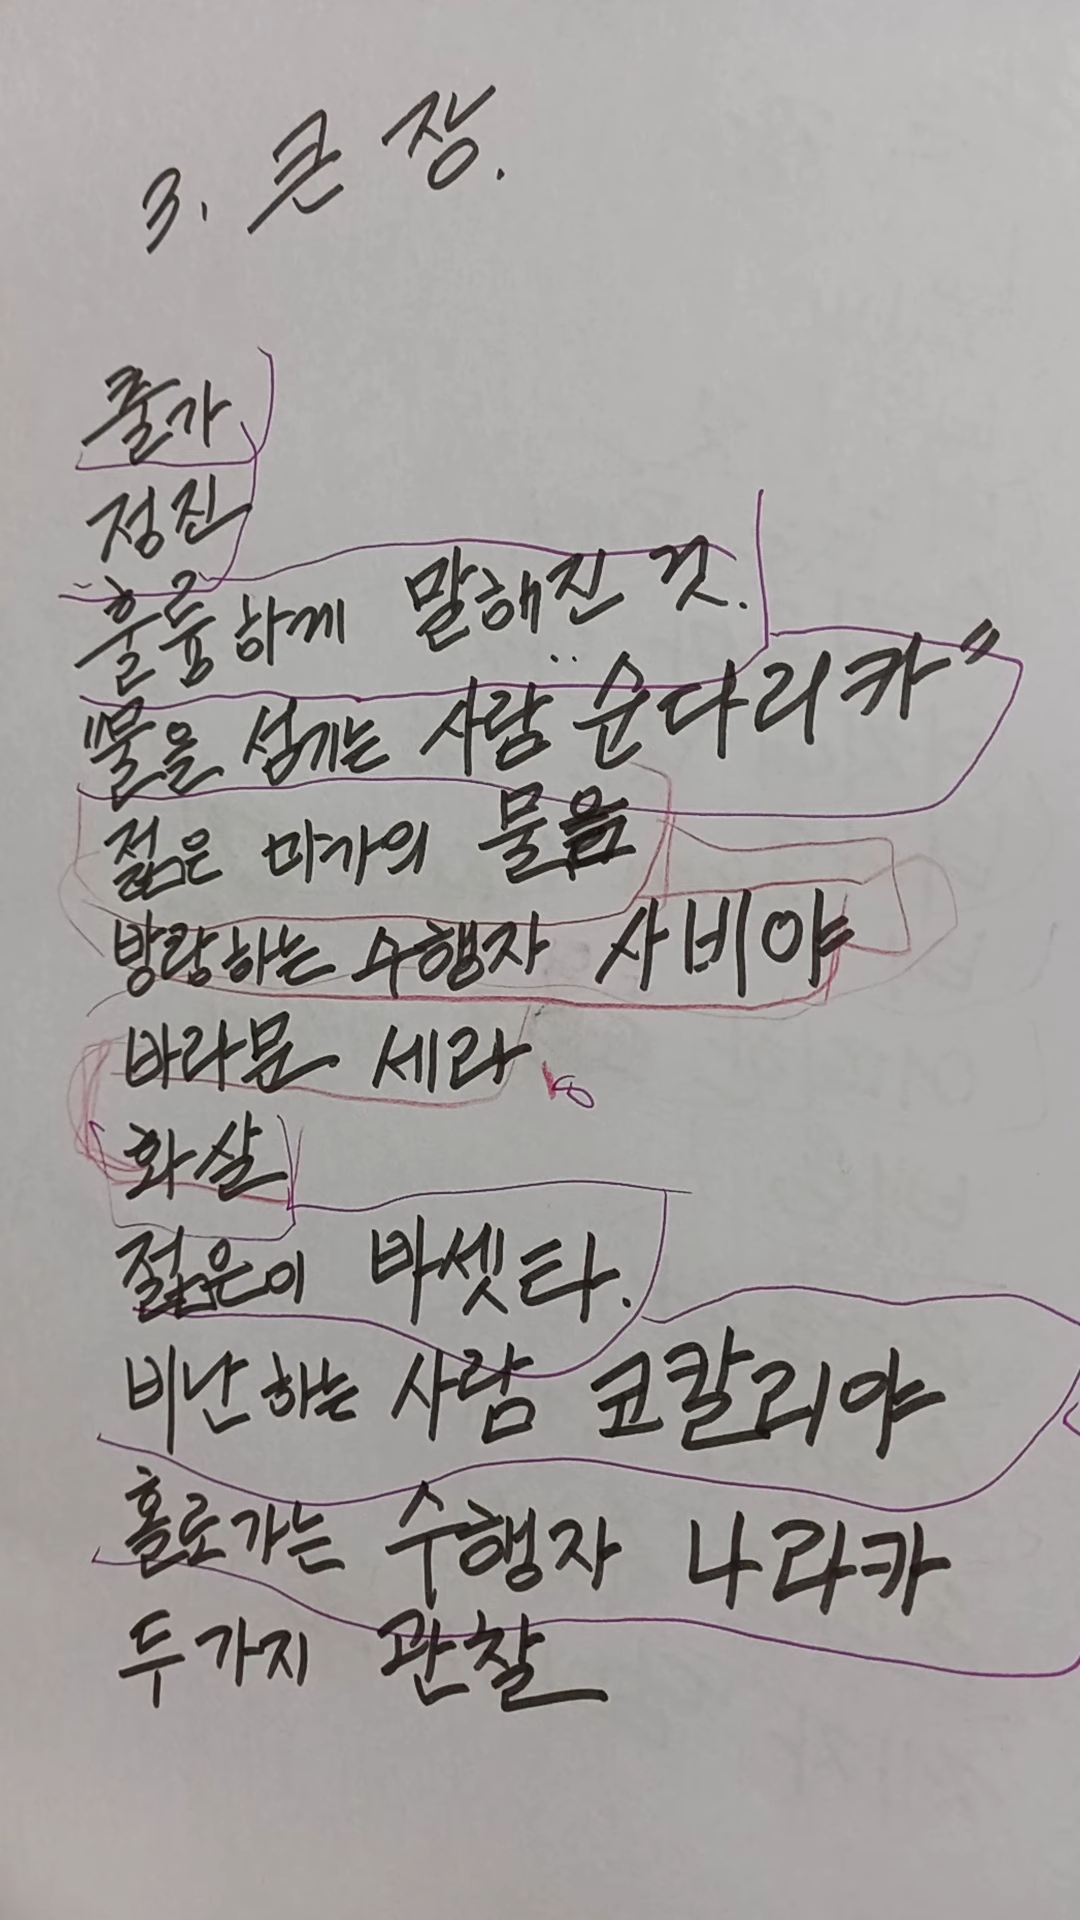 3. 큰 장.
출가
정진
훌륭하게 말해진 것.
"물을 섬기는 사람 순다리카"
젊은 마가의 물음
방랑하는 수행자 사비야
바라문 세라
화살
젊은이 바셋타.
비난하는 사람 코칼리야
홀로가는 수행자 나라카
두가지 관찰